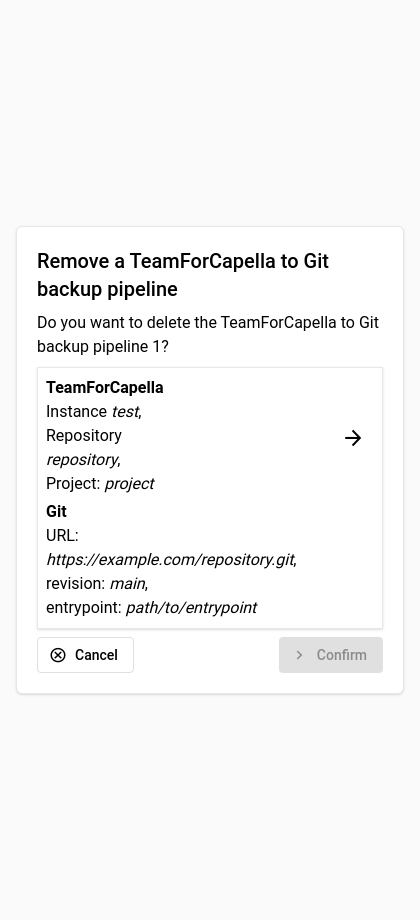 Remove a TeamForCapella to Git
backup pipeline
Do you want to delete the TeamForCapella to Git
backup pipeline 1?
TeamForCapella
Instance test,
Repository
repository,
Project: project
Git
URL:
https://example.com/repository.git,
revision: main,
entrypoint: path/to/entrypoint
Cancel
Confirm